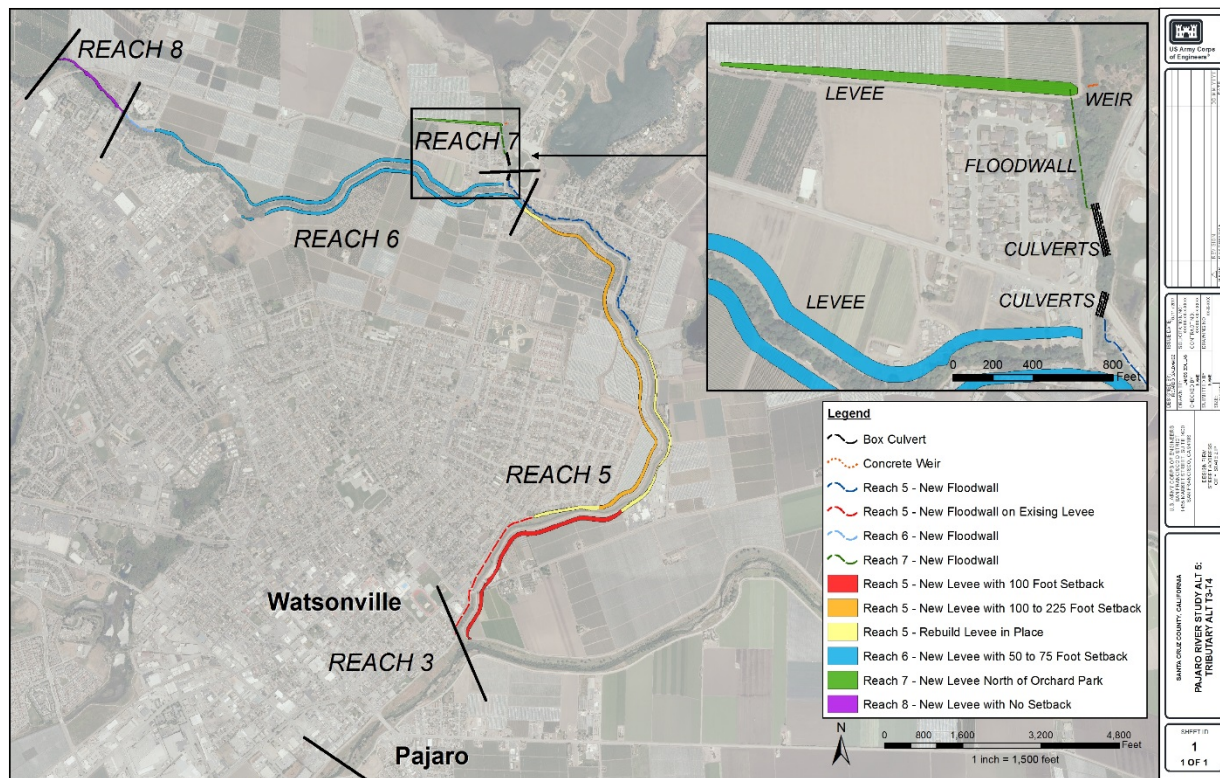 REACH 8
REACH 7
REACH 6
REACH 5
Watsonville
REACH 3
Pajaro
LEVEE
WEIR
FLOODWALL
CULVERTS
CULVERTS
LEVEE
0 200 400 800
Feet
Legend
Box Culvert
Concrete Weir
Reach 5 - New Floodwall
Reach 5 - New Floodwall on Existing Levee
Reach 6 - New Floodwall
Reach 7 - New Floodwall
Reach 5 - New Levee with 100 Foot Setback
Reach 5 - New Levee with 100 to 225 Foot Setback
Reach 5 - Rebuild Levee in Place
Reach 6 - New Levee with 50 to 75 Foot Setback
Reach 7 - New Levee North of Orchard Park
Reach 8 - New Levee with No Setback
N
0 800 1,600 3,200 4,800
Feet
1 inch = 1,500 feet
US Army Corps
of Engineers®
SANTA CRUZ COUNTY, CALIFORNIA
PAJARO RIVER STUDY ALT 5:
TRIBUTARY ALT T3-T4
SHEET ID
1
1 OF 1